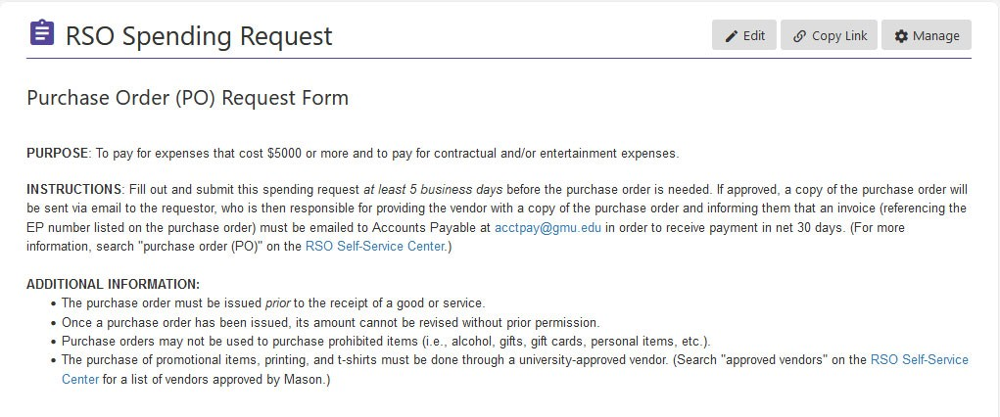 RSO Spending Request
Edit
Copy Link
Manage
Purchase Order (PO) Request Form
PURPOSE: To pay for expenses that cost $5000 or more and to pay for contractual and/or entertainment expenses.
INSTRUCTIONS: Fill out and submit this spending request at least 5 business days before the purchase order is needed. If approved, a copy of the purchase order will
be sent via email to the requestor, who is then responsible for providing the vendor with a copy of the purchase order and informing them that an invoice (referencing the
EP number listed on the purchase order) must be emailed to Accounts Payable at acctpay@gmu.edu in order to receive payment in net 30 days. (For more
information, search "purchase order (PO)" on the RSO Self-Service Center.)
ADDITIONAL INFORMATION:
• The purchase order must be issued prior to the receipt of a good or service.
• Once a purchase order has been issued, its amount cannot be revised without prior permission.
• Purchase orders may not be used to purchase prohibited items (i.e., alcohol, gifts, gift cards, personal items, etc.).
• The purchase of promotional items, printing, and t-shirts must be done through a university-approved vendor. (Search "approved vendors" on the RSO Self-Service
Center for a list of vendors approved by Mason.)